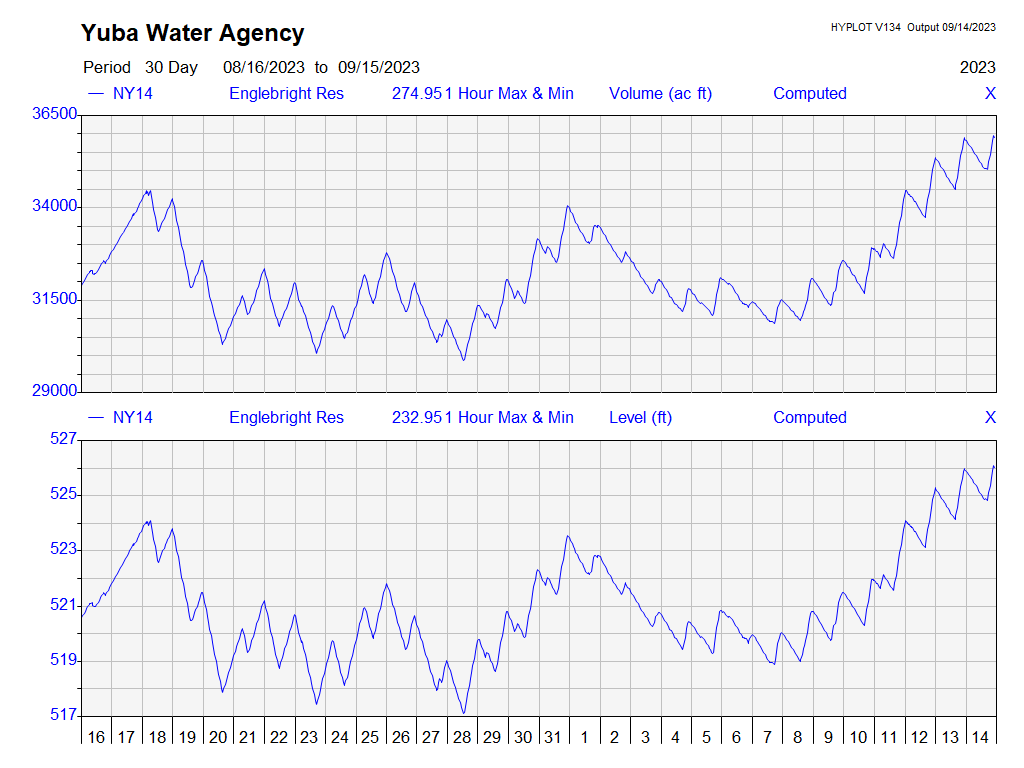 Yuba Water Agency
HYPLOT V134 Output 09/14/2023
Period 30 Day 08/16/2023 to 09/15/2023 2023
NY14 Englebright Res 274.951 Hour Max & Min Volume (ac ft) Computed X
36500
34000
31500
29000
NY14 Englebright Res 232.951 Hour Max & Min Level (ft) Computed X
527
525
523
521
519
517
16 17 18 19 20 21 22 23 24 25 26 27 28 29 30 31 1 2 3 4 5 6 7 8 9 10 11 12 13 14